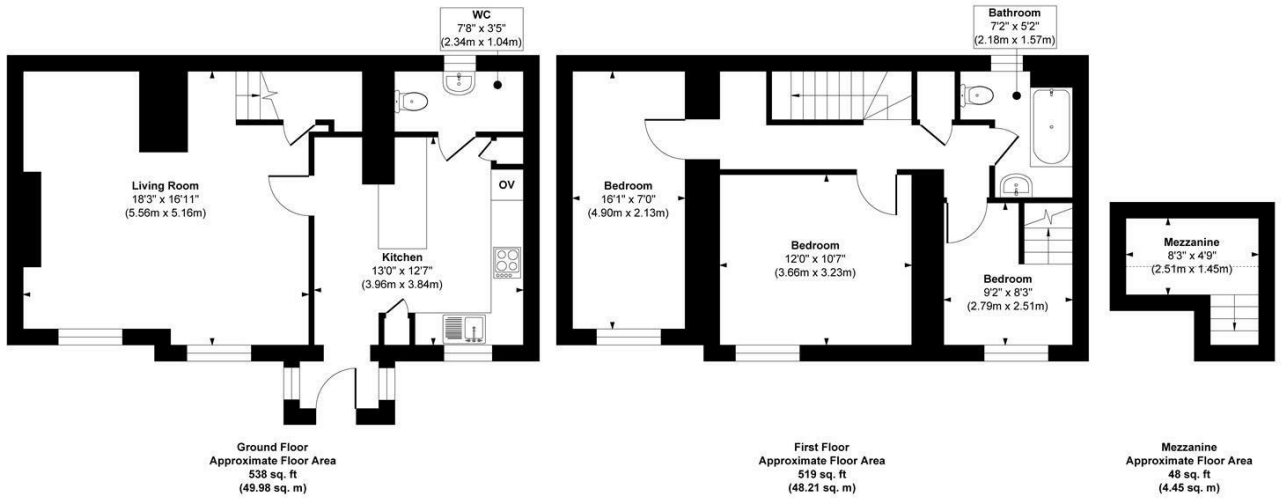 WC
7'8" x 3'5"
(2.34m x 1.04m)
Living Room
18'3" x 16'11"
(5.56m x 5.16m)
OV
Kitchen
13'0" x 12'7"
(3.96m x 3.84m)
Ground Floor
Approximate Floor Area
538 sq. ft
(49.98 sq. m)
Bathroom
7'2" x 5'2"
(2.18m x 1.57m)
Bedroom
16'1" x 7'0"
(4.90m x 2.13m)
Bedroom
12'0" x 10'7"
(3.66m x 3.23m)
Bedroom
9'2" x 8'3"
(2.79m x 2.51m)
First Floor
Approximate Floor Area
519 sq. ft
(48.21 sq. m)
Mezzanine
8'3" x 4'9"
(2.51m x 1.45m)
Mezzanine
Approximate Floor Area
48 sq. ft
(4.45 sq. m)